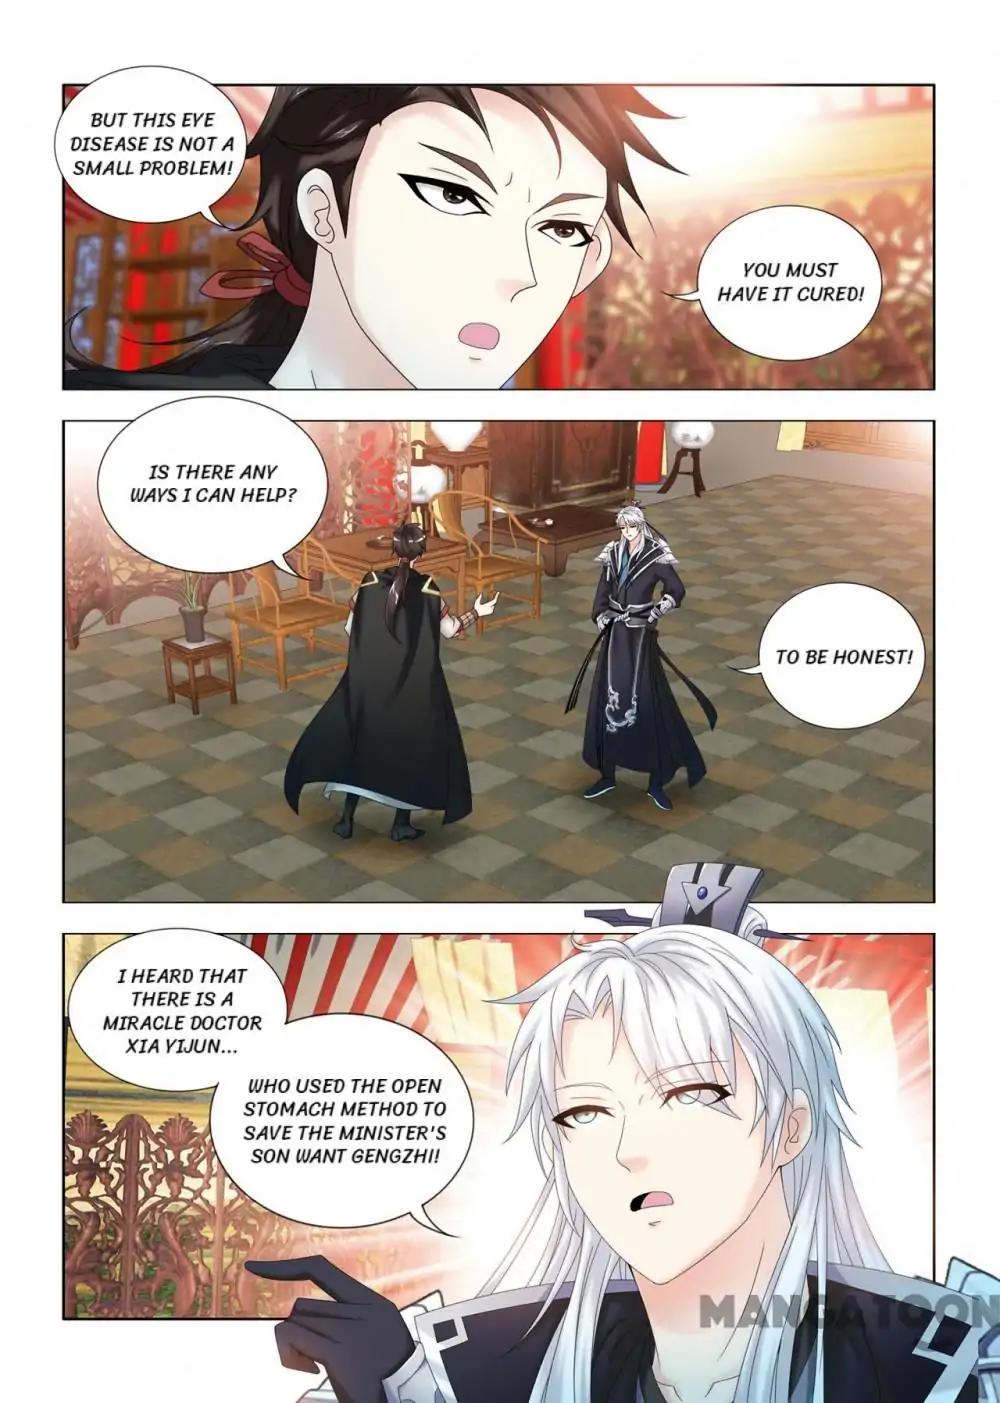 BUT THIS EYE
DISEASE IS NOT A
SMALL PROBLEM!
YOU MUST
HAVE IT CURED!
IS THERE ANY
WAYS I CAN HELP?
TO BE HONEST!
I HEARD THAT
THERE IS A
MIRACLE DOCTOR
XIA YIJUN...
WHO USED THE OPEN
STOMACH METHOD TO
SAVE THE MINISTER'S
SON WANT GENGZHI!
MANGATOON